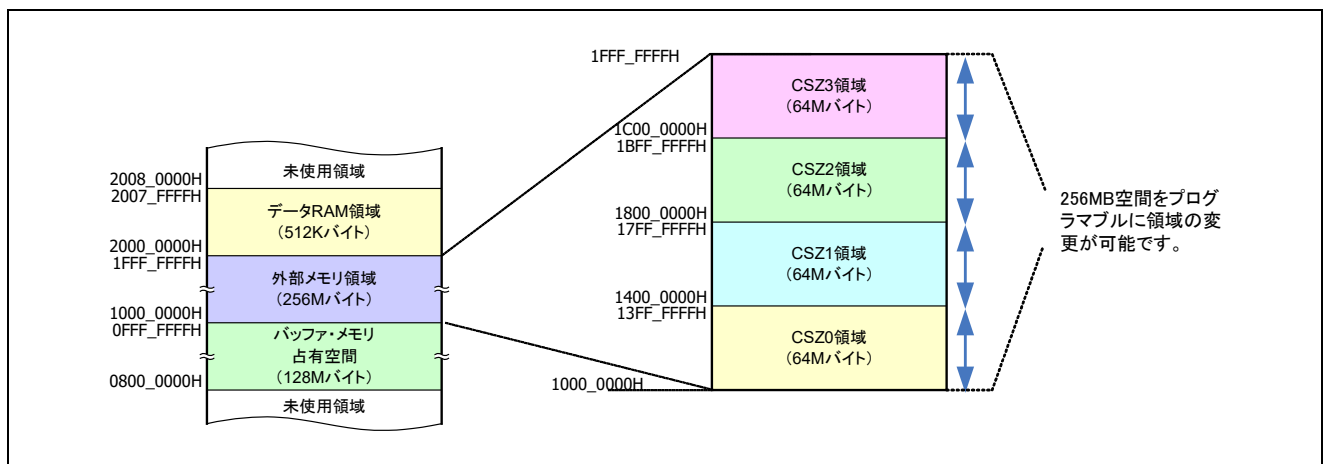 未使用領域
2008_0000H
2007_FFFFH
データRAM領域
(512Kバイト)
2000_0000H
1FFF_FFFFH
外部メモリ領域
(256Mバイト)
1000_0000H
0FFF_FFFFH
バッファ・メモリ
占有空間
(128Mバイト)
0800_0000H
未使用領域
1FFF_FFFFH
CSZ3領域
(64Mバイト)
1C00_0000H
1BFF_FFFFH
CSZ2領域
(64Mバイト)
1800_0000H
17FF_FFFFH
CSZ1領域
(64Mバイト)
1400_0000H
13FF_FFFFH
CSZ0領域
(64Mバイト)
1000_0000H
256MB空間をプログ
ラマブルに領域の変
更が可能です。